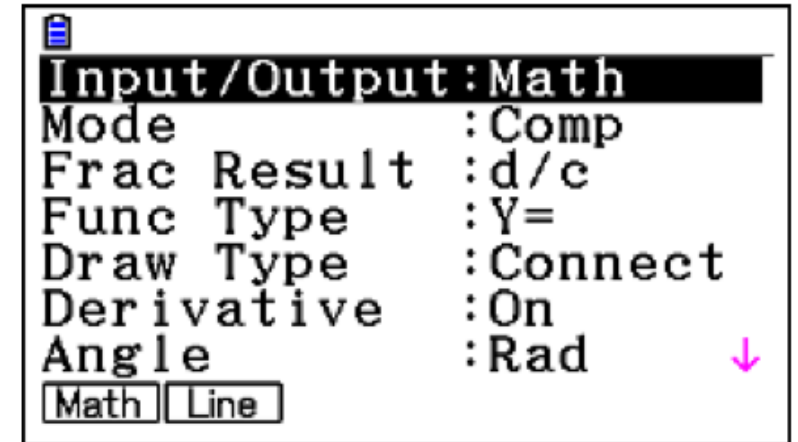 Input/Output:Math
Mode :Comp
Frac Result :d/c
Func Type :Y=
Draw Type :Connect
Derivative :On
Angle :Rad ↓
Math Line